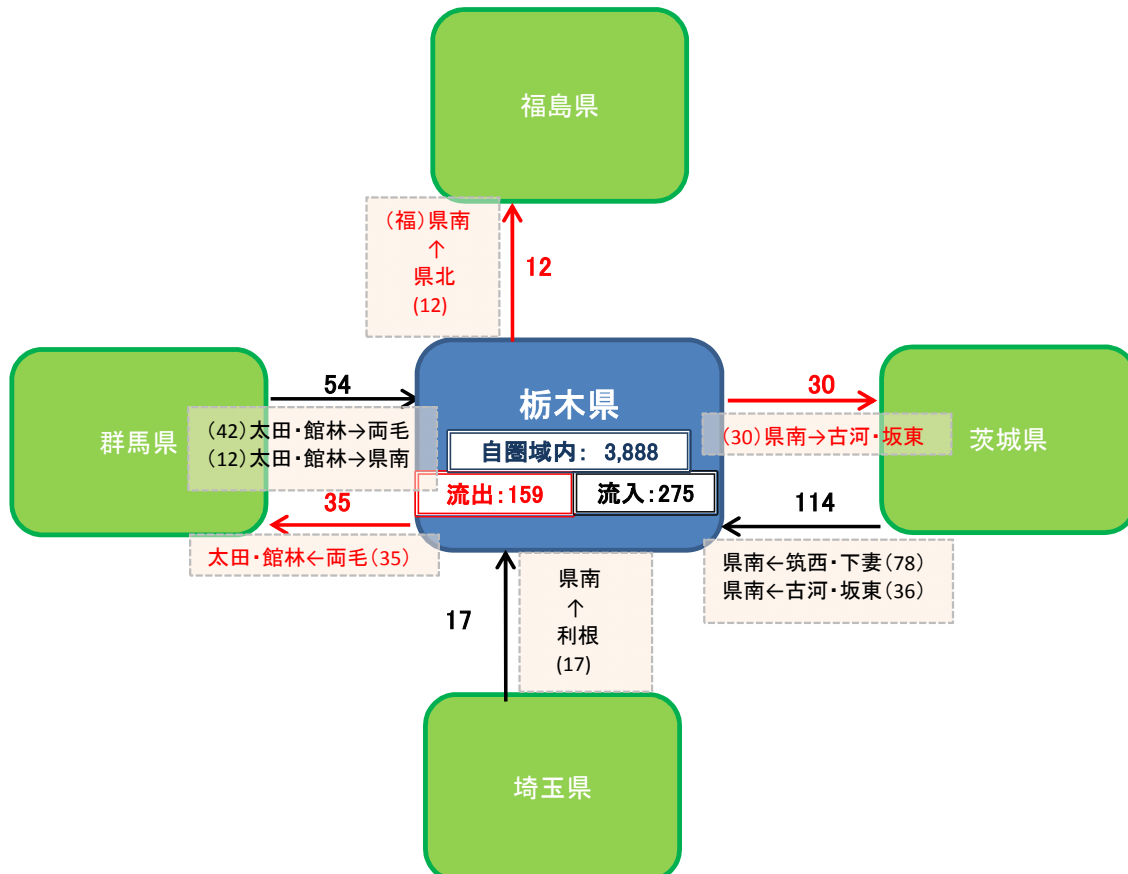 福島県
(福)県南
↑
県北
(12)
12
群馬県
54
(42)太田・館林→両毛
(12)太田・館林→県南
35
太田・館林←両毛(35)
栃木県
自圏域内: 3,888
流出:159
流入:275
30
(30)県南→古河・坂東
茨城県
114
県南←筑西・下妻(78)
県南←古河・坂東(36)
17
県南
↑
利根
(17)
埼玉県